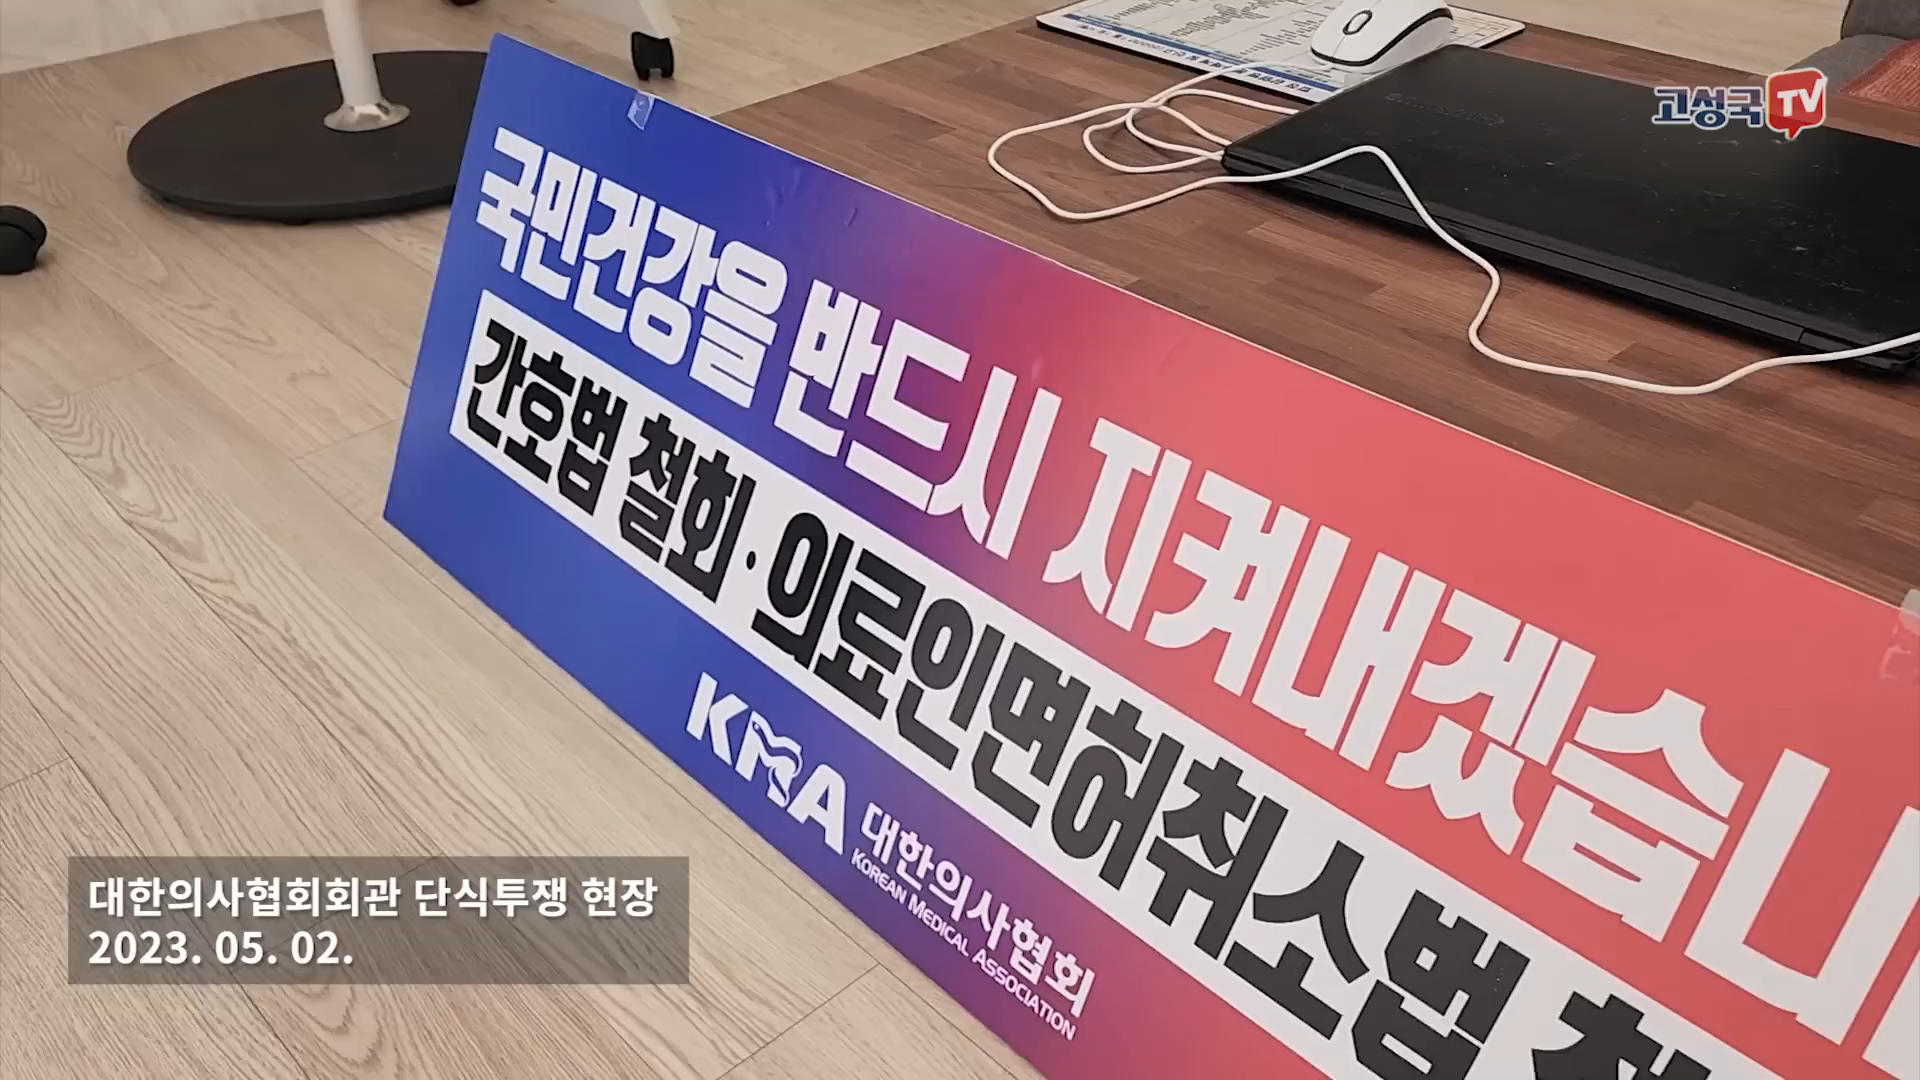 고성국 TV
국민건강을 반드시 지켜내겠습니
간호법 철회·의료인면허취소법
KMA 대한의사협회
KOREAN MEDICAL ASSOCIATION
대한의사협회회관 단식투쟁 현장
2023. 05. 02.